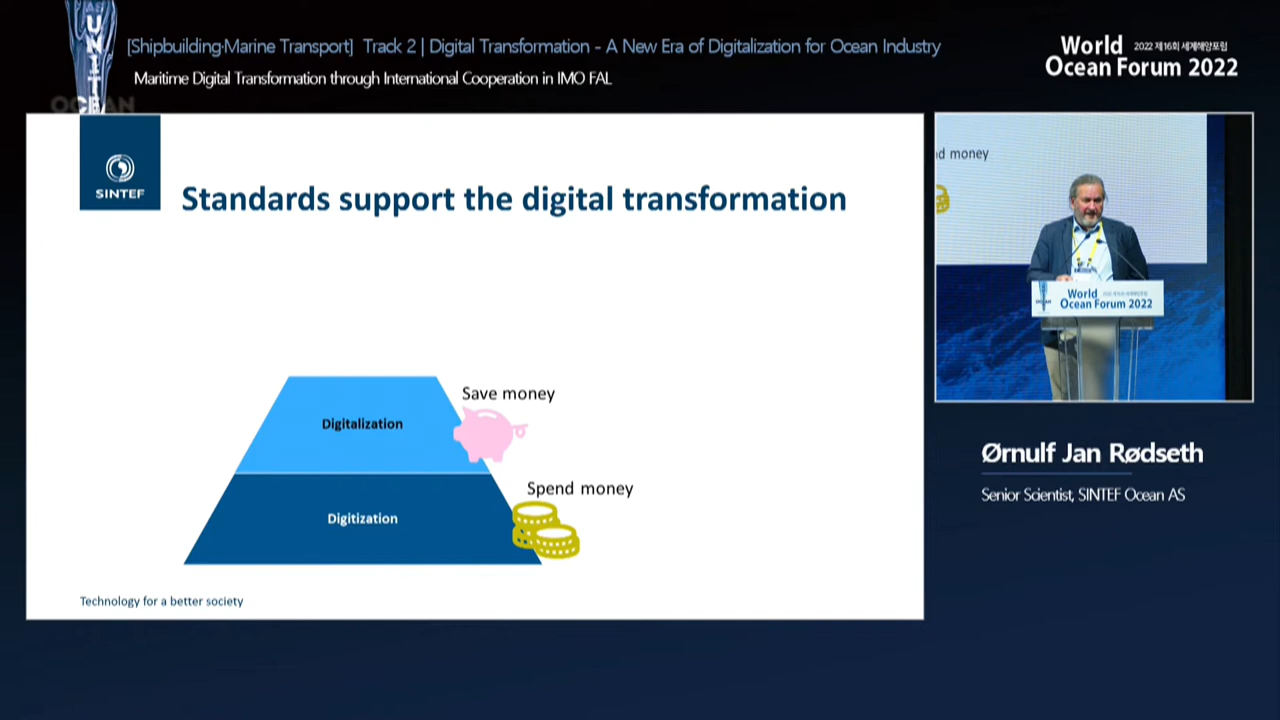 [Shipbuilding·Marine Transport] Track 2 | Digital Transformation - A New Era of Digitalization for Ocean Industry
Maritime Digital Transformation through International Cooperation in IMO FAL
World 2022 제16회 세계해양포럼
Ocean Forum 2022
UNITE
OCEAN
SINTEF
Standards support the digital transformation
Save money
Digitalization
Spend money
Digitization
Technology for a better society
money
World
Ocean Forum 2022
Ørnulf Jan Rødseth
Senior Scientist, SINTEF Ocean AS